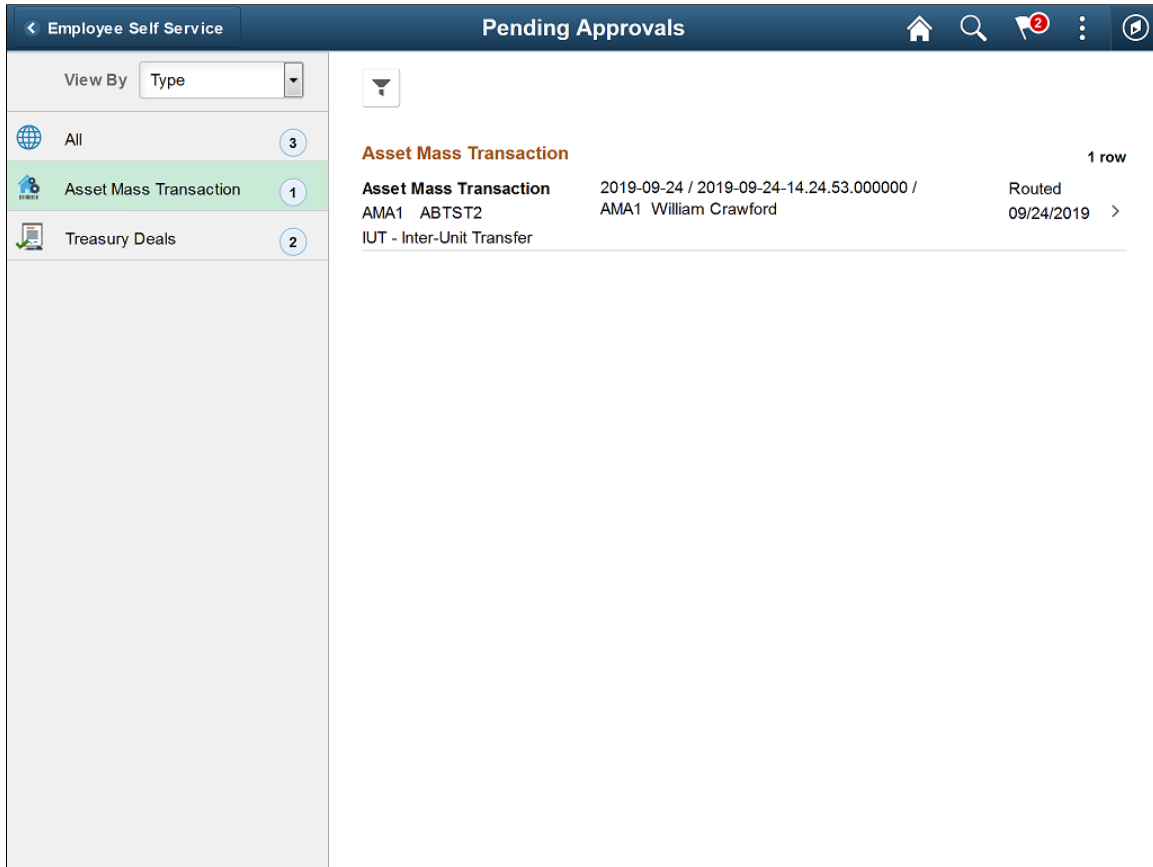 Employee Self Service
Pending Approvals
2
View By
Type
All
3
Asset Mass Transaction
1
Treasury Deals
2
Asset Mass Transaction
1 row
Asset Mass Transaction
2019-09-24 / 2019-09-24-14.24.53.000000 /
Routed
AMA1 ABTST2
AMA1 William Crawford
09/24/2019
IUT - Inter-Unit Transfer